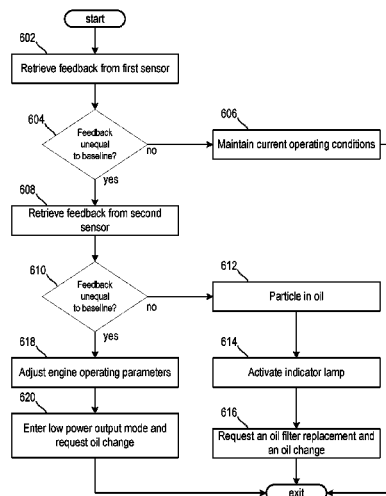 start
602
Retrieve feedback from first sensor
604
Feedback
unequal
to baseline?
no
yes
606
Maintain current operating conditions
608
Retrieve feedback from second
sensor
610
Feedback
unequal
to baseline?
no
yes
612
Particle in oil
618
Adjust engine operating parameters
614
Activate indicator lamp
620
Enter low power output mode and
request oil change
616
Request an oil filter replacement and
an oil change
exit